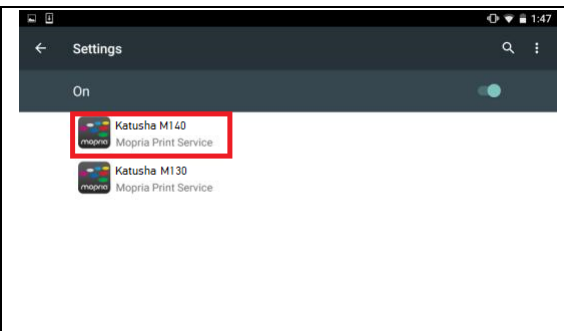 1:47
Settings
On
Katusha M140
mopria Mopria Print Service
Katusha M130
mopria Mopria Print Service